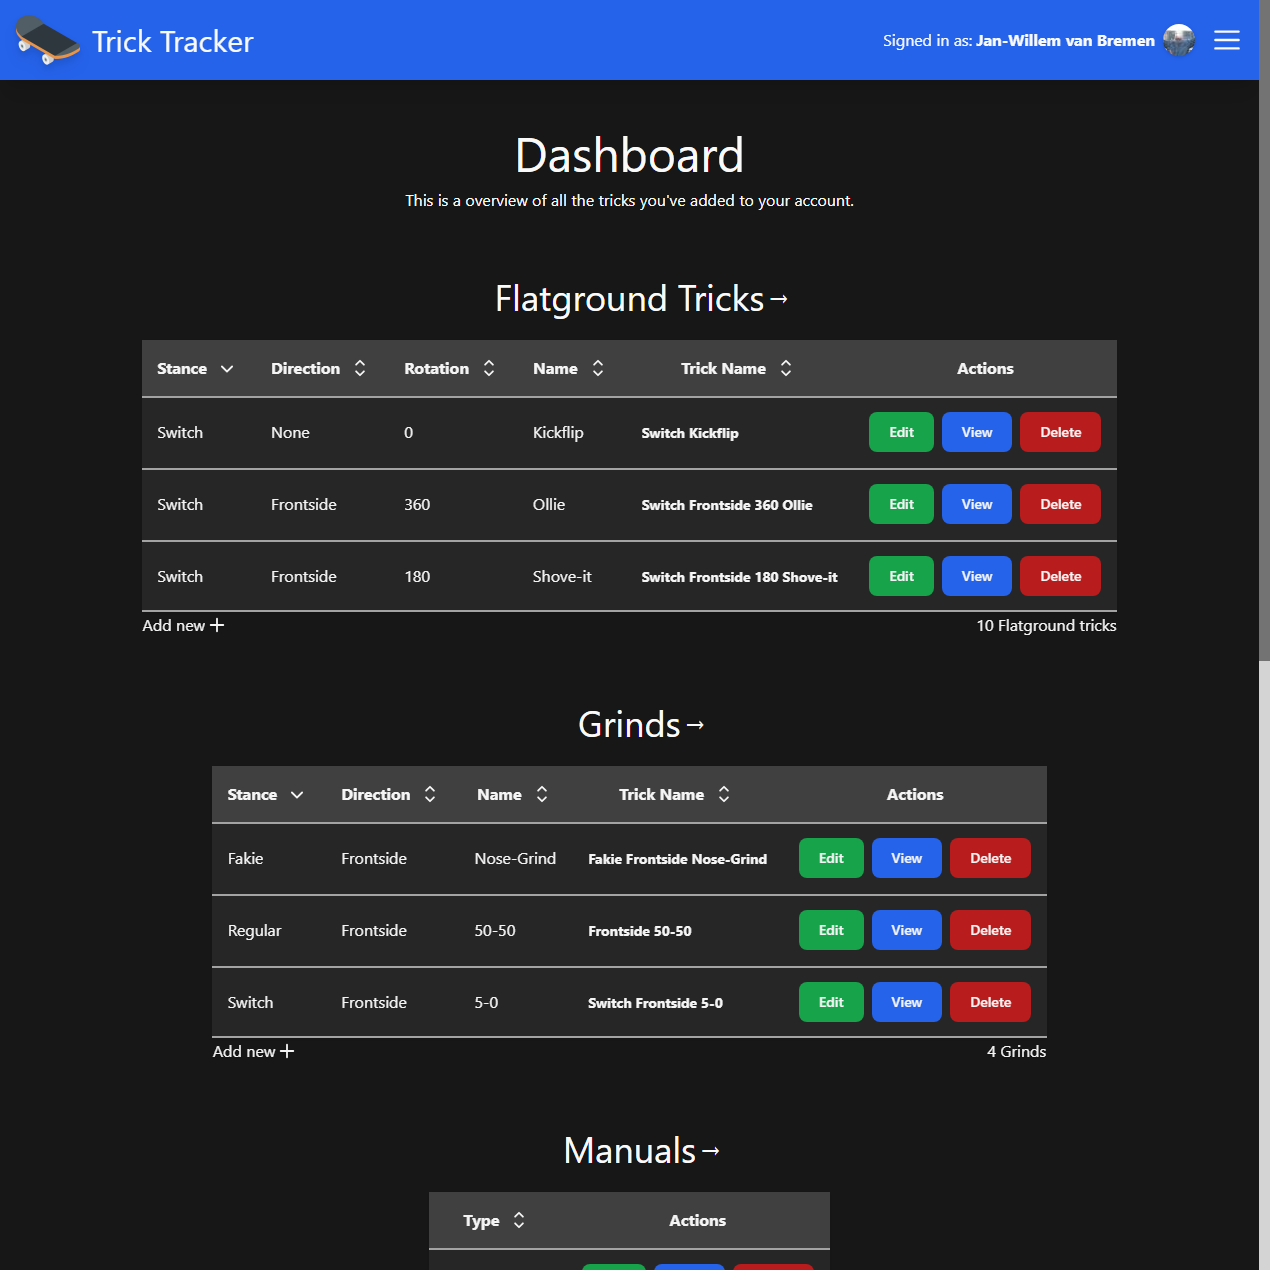 Trick Tracker
Signed in as: Jan-Willem van Bremen
Dashboard
This is a overview of all the tricks you've added to your account.
Flatground Tricks→
Stance Direction Rotation Name Trick Name Actions
Switch None 0 Kickflip Switch Kickflip Edit View Delete
Switch Frontside 360 Ollie Switch Frontside 360 Ollie Edit View Delete
Switch Frontside 180 Shove-it Switch Frontside 180 Shove-it Edit View Delete
Add new + 10 Flatground tricks
Grinds→
Stance Direction Name Trick Name Actions
Fakie Frontside Nose-Grind Fakie Frontside Nose-Grind Edit View Delete
Regular Frontside 50-50 Frontside 50-50 Edit View Delete
Switch Frontside 5-0 Switch Frontside 5-0 Edit View Delete
Add new + 4 Grinds
Manuals→
Type Actions